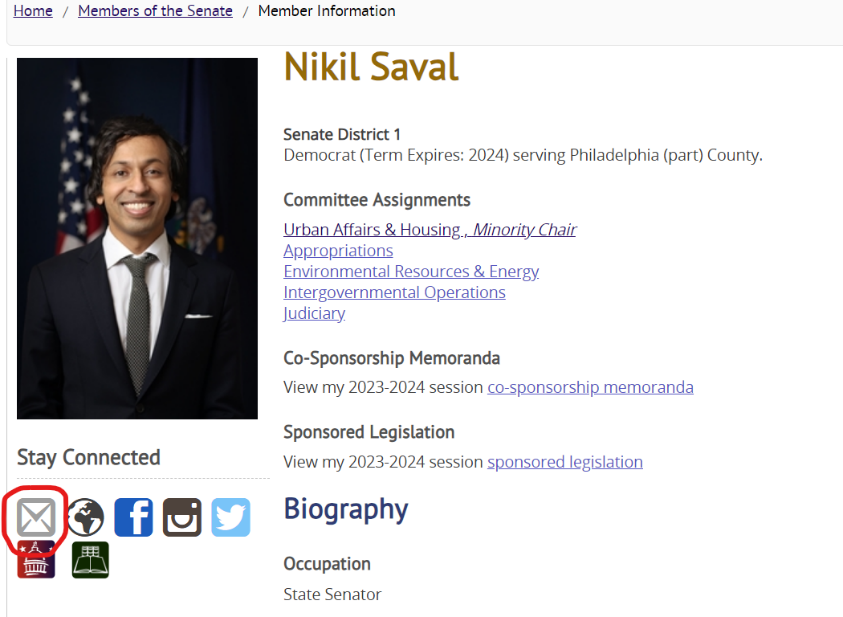 Home / Members of the Senate / Member Information
Nikil Saval
Senate District 1
Democrat (Term Expires: 2024) serving Philadelphia (part) County.
Committee Assignments
Urban Affairs & Housing , Minority Chair
Appropriations
Environmental Resources & Energy
Intergovernmental Operations
Judiciary
Co-Sponsorship Memoranda
View my 2023-2024 session co-sponsorship memoranda
Sponsored Legislation
View my 2023-2024 session sponsored legislation
Stay Connected
Biography
Occupation
State Senator